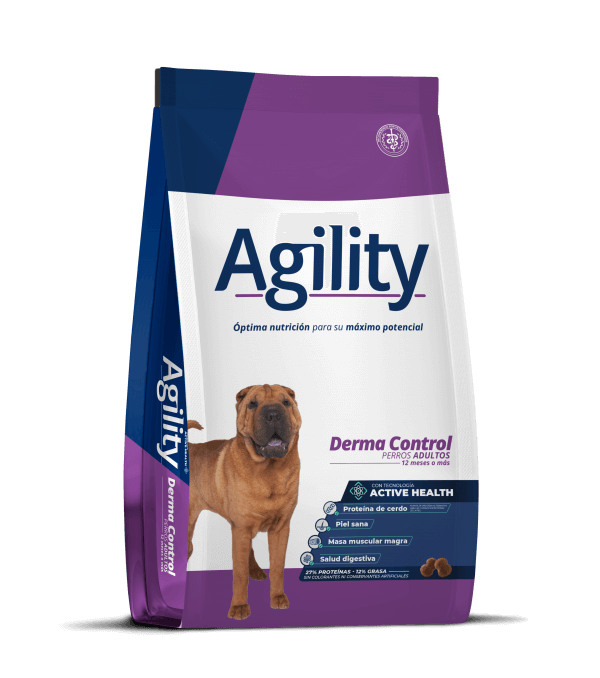 Agility
Óptima nutrición para su máximo potencial
Derma Control
PERROS ADULTOS
12 meses o más
CON TECNOLOGÍA
ACTIVE HEALTH
Proteína de cerdo
Piel sana
Masa muscular magra
Salud digestiva
27% PROTEÍNAS - 12% GRASA
SIN COLORANTES NI CONSERVANTES ARTIFICIALES
Agility
Derma Control
PERROS ADULTOS